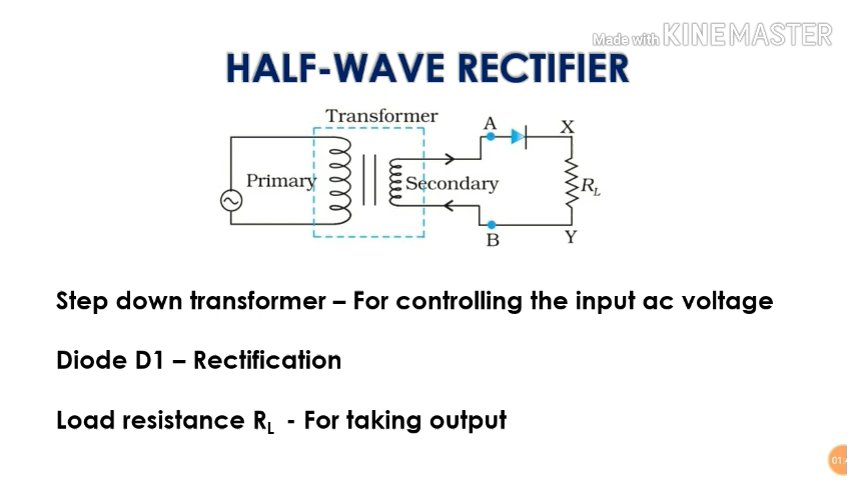 Made with KINEMASTER
HALF-WAVE RECTIFIER
Transformer
A
X
Primary
Secondary
RL
B
Y
Step down transformer – For controlling the input ac voltage
Diode D1 – Rectification
Load resistance RL - For taking output